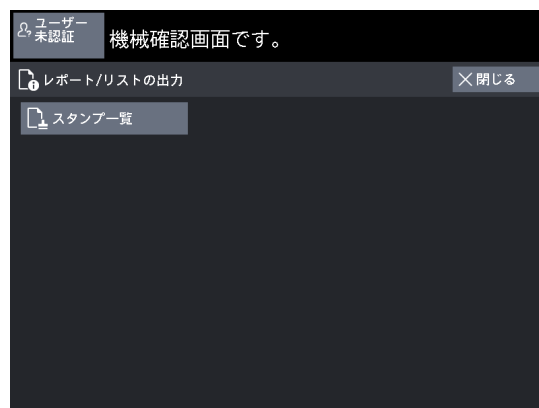 ユーザー
未認証
機械確認画面です。
レポート/リストの出力
閉じる
スタンプ一覧